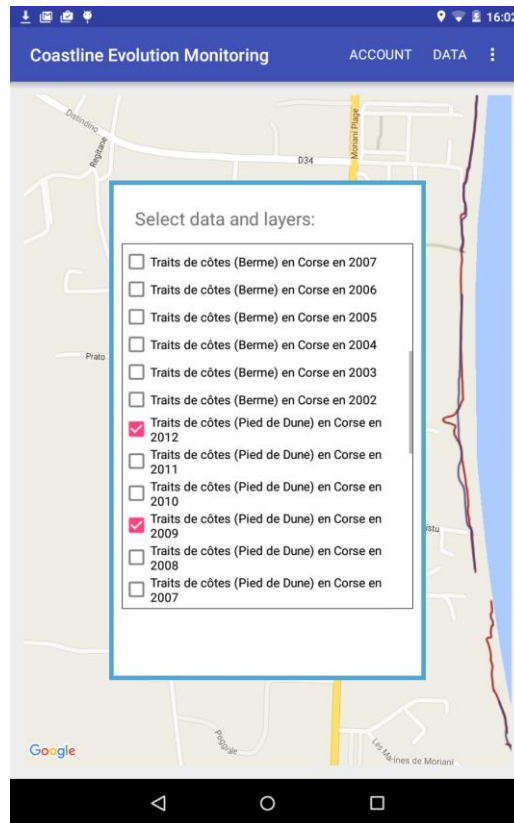 16:02
Coastline Evolution Monitoring ACCOUNT DATA
Distindino
Regitane
Moriani Plage
D34
Select data and layers:
Traits de côtes (Berme) en Corse en 2007
Traits de côtes (Berme) en Corse en 2006
Traits de côtes (Berme) en Corse en 2005
Traits de côtes (Berme) en Corse en 2004
Traits de côtes (Berme) en Corse en 2003
Prato
Traits de côtes (Berme) en Corse en 2002
Traits de côtes (Pied de Dune) en Corse en
2012
Traits de côtes (Pied de Dune) en Corse en
2011
Traits de côtes (Pied de Dune) en Corse en
2010
Traits de côtes (Pied de Dune) en Corse en
2009
Traits de côtes (Pied de Dune) en Corse en
2008
Traits de côtes (Pied de Dune) en Corse en
2007
Poggiale
Google